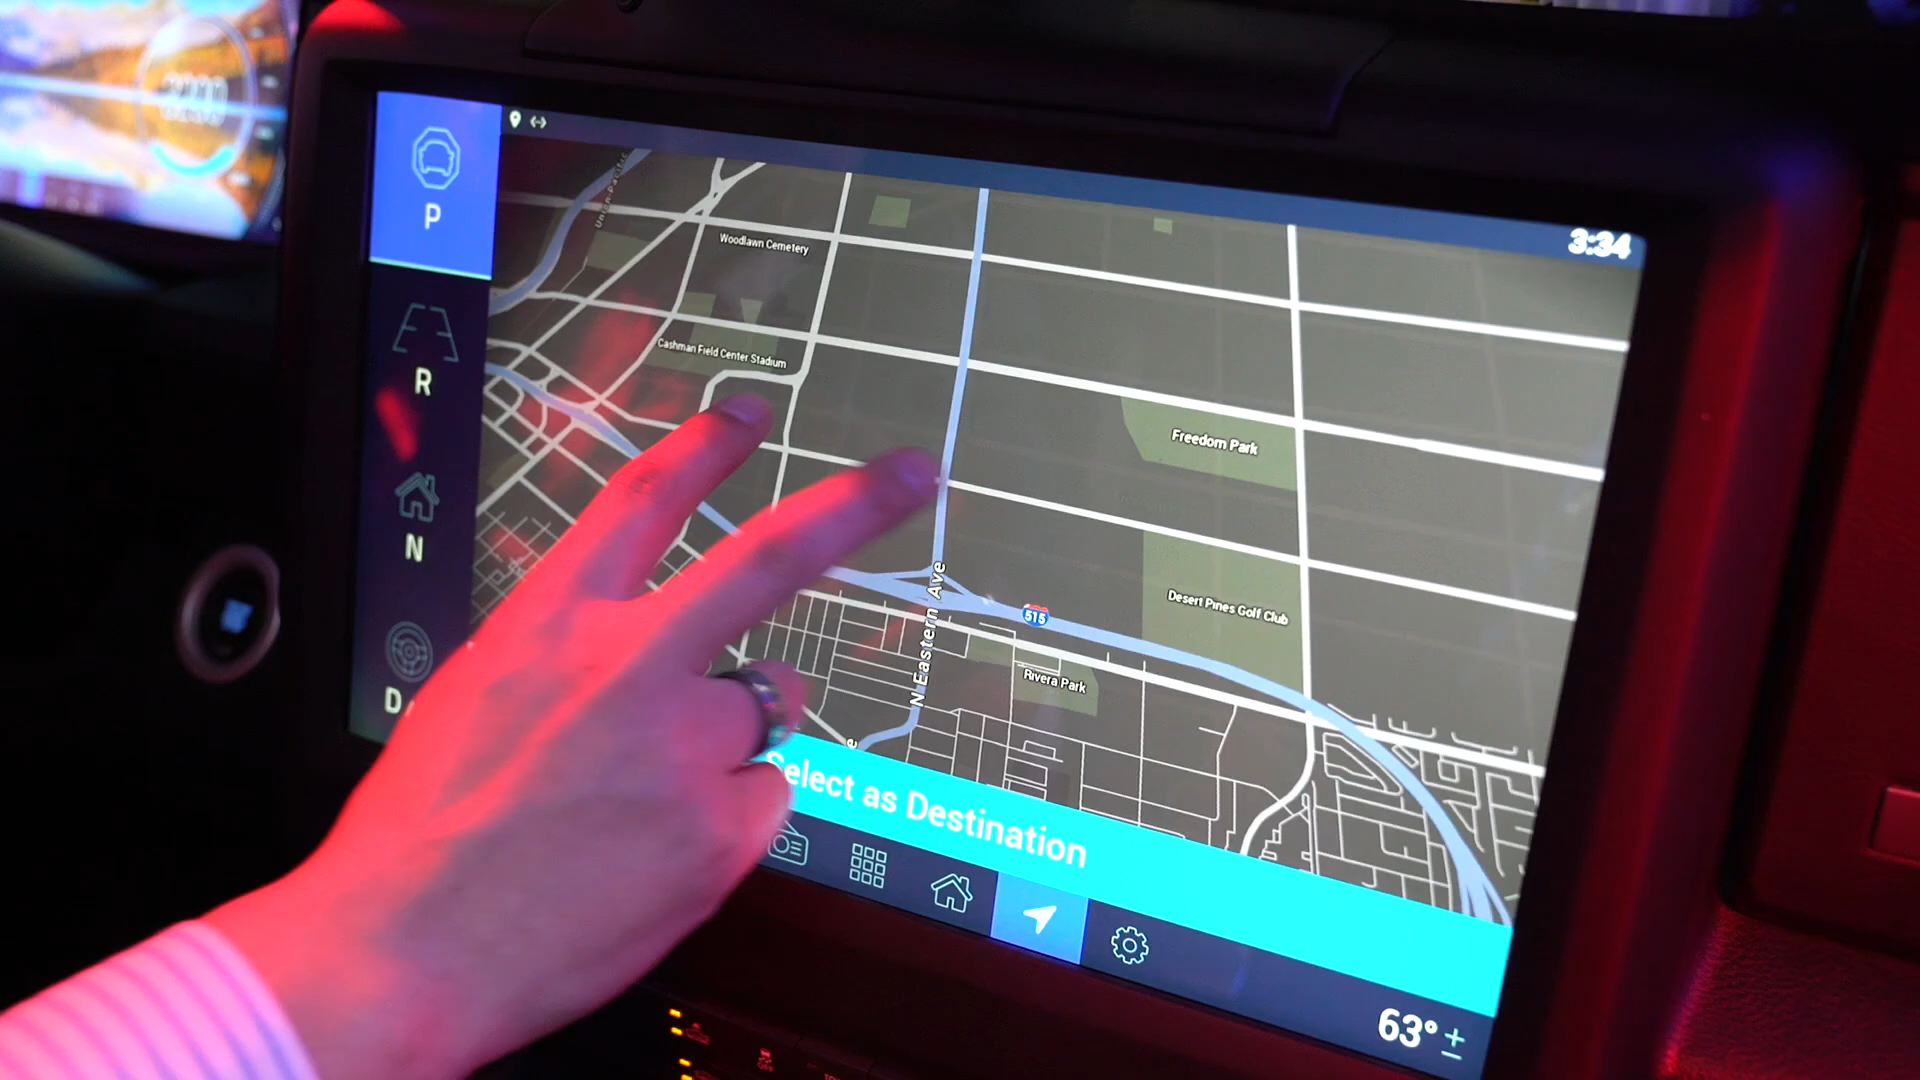 3:34
P
R
N
D
Woodlawn Cemetery
Cashman Field Center Stadium
Freedom Park
Desert Pines Golf Club
515
N Eastern Ave
Rivera Park
Select as Destination
63°±
OFF